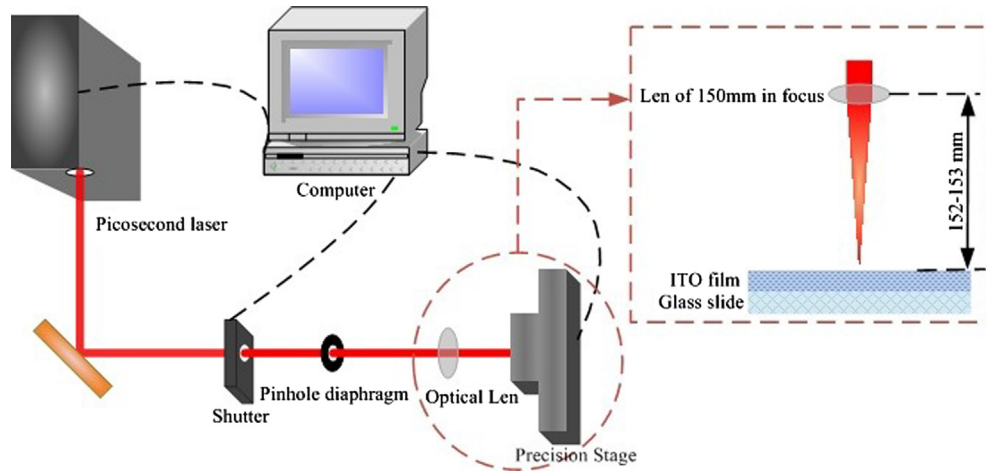 Len of 150mm in focus
152-153 mm
Computer
Picosecond laser
ITO film
Glass slide
Pinhole diaphragm
Optical Len
Shutter
Precision Stage